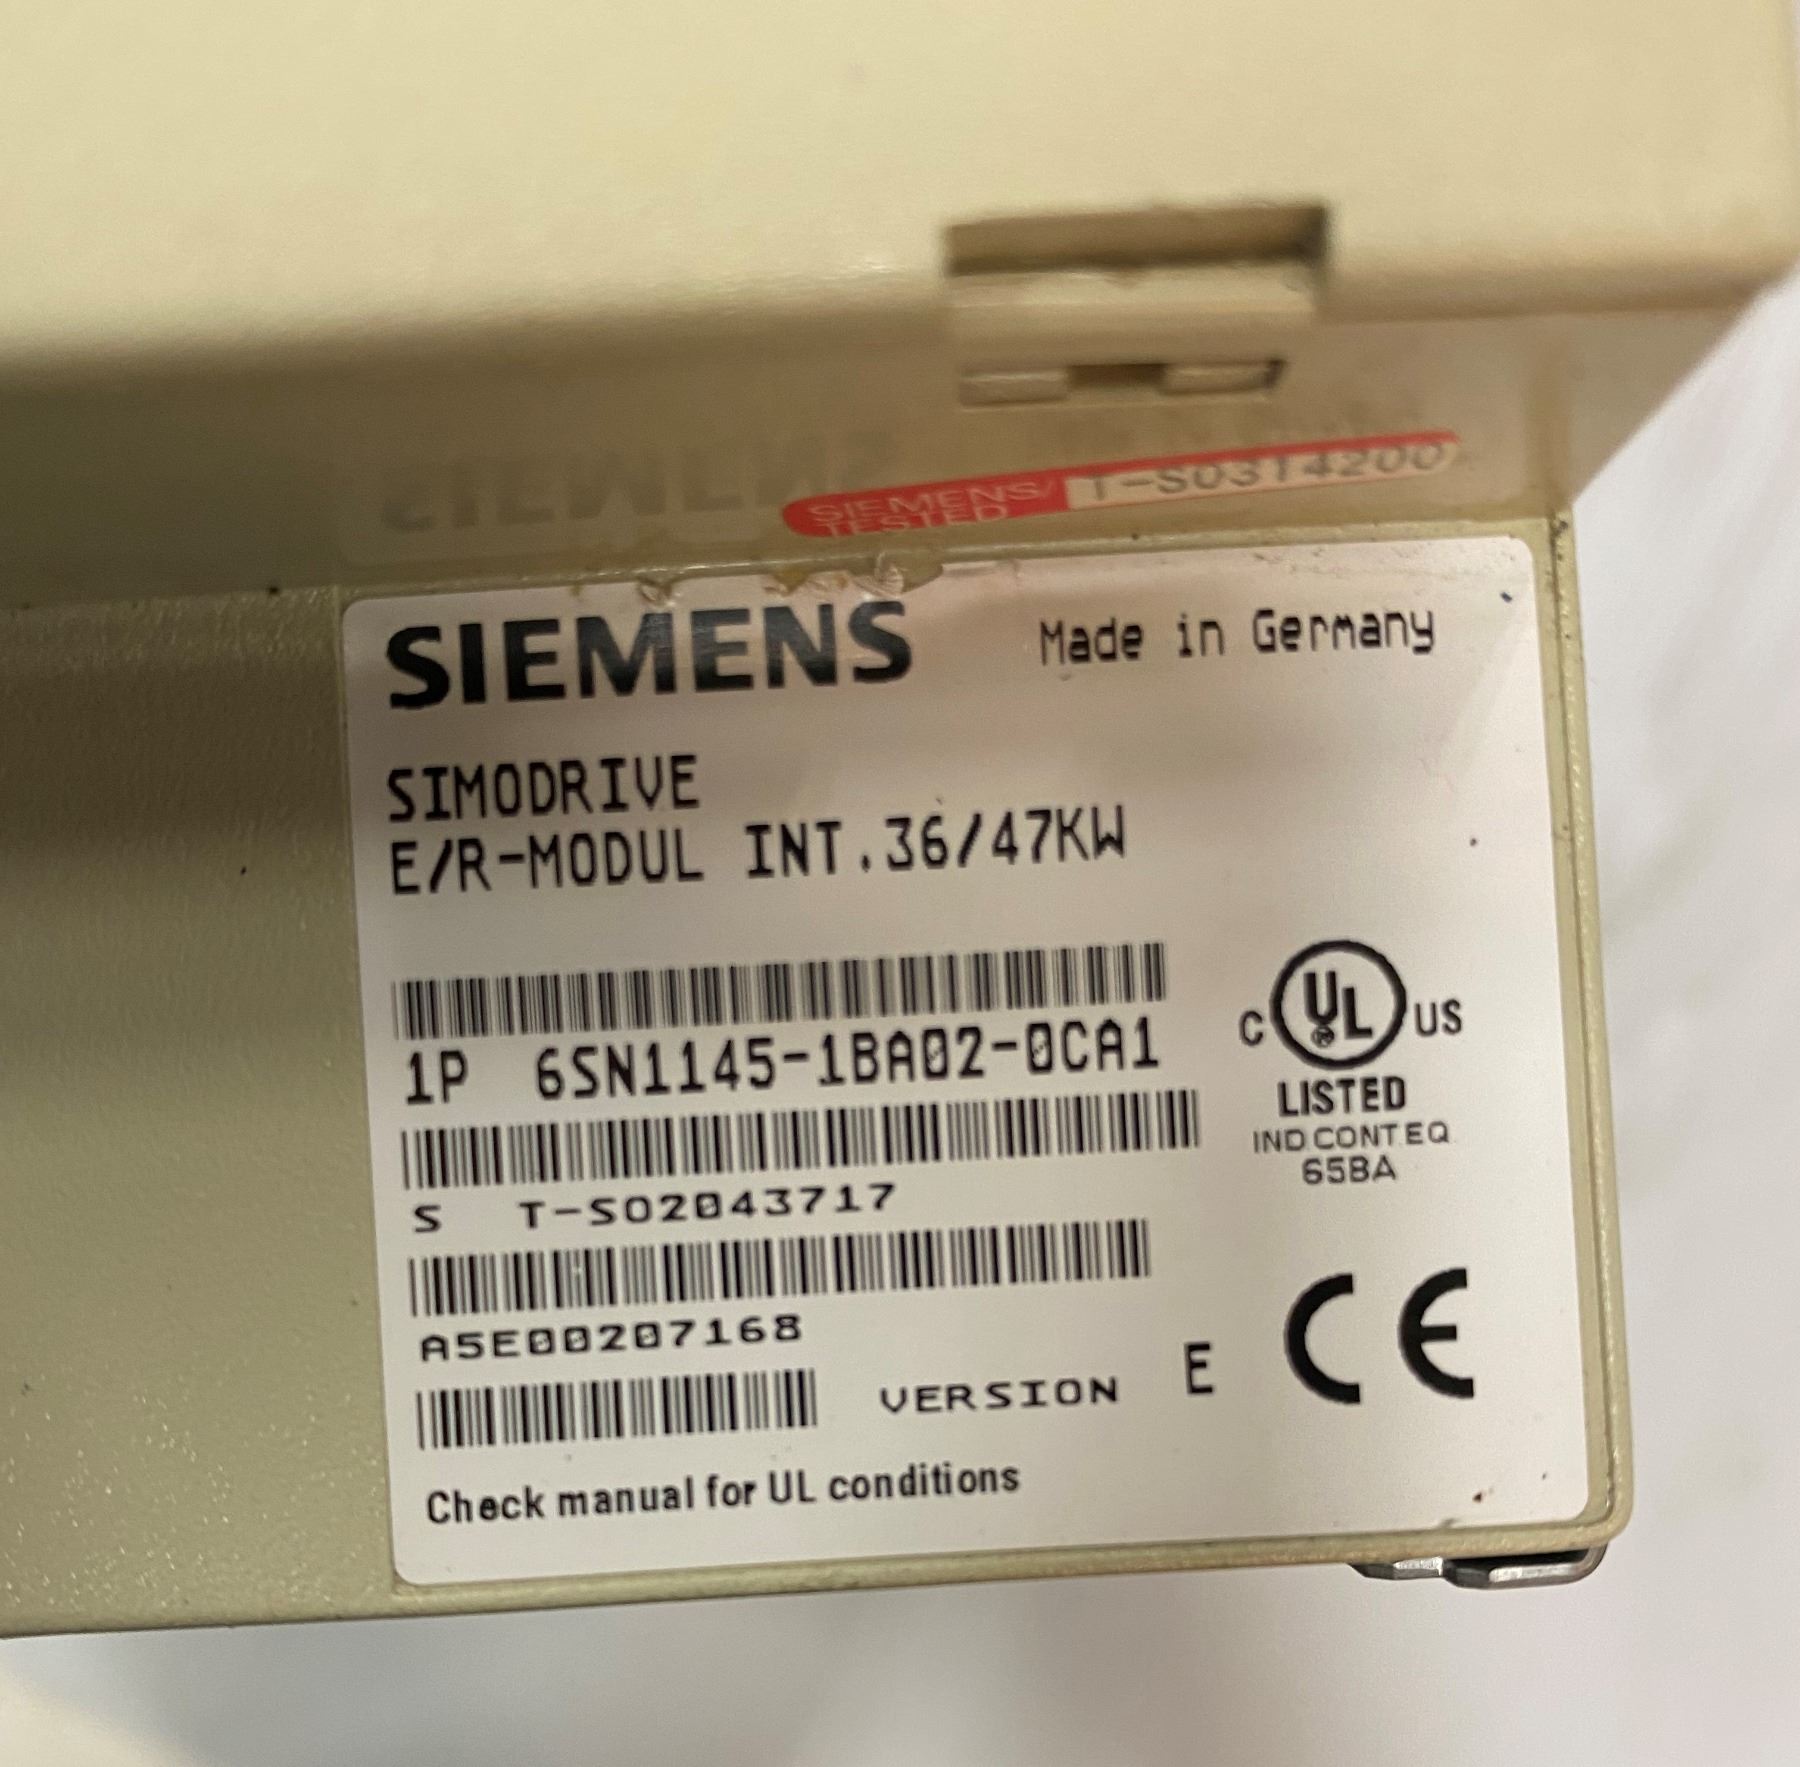 SIEMENS/ T-S0314200
TESTED
SIEMENS Made in Germany
SIMODRIVE
E/R-MODUL INT.36/47KW
1P 6SN1145-1BA02-0CA1
C UL US
LISTED
IND.CONT.EQ.
65BA
S T-S02043717
A5E00207168
VERSION E CE
Check manual for UL conditions